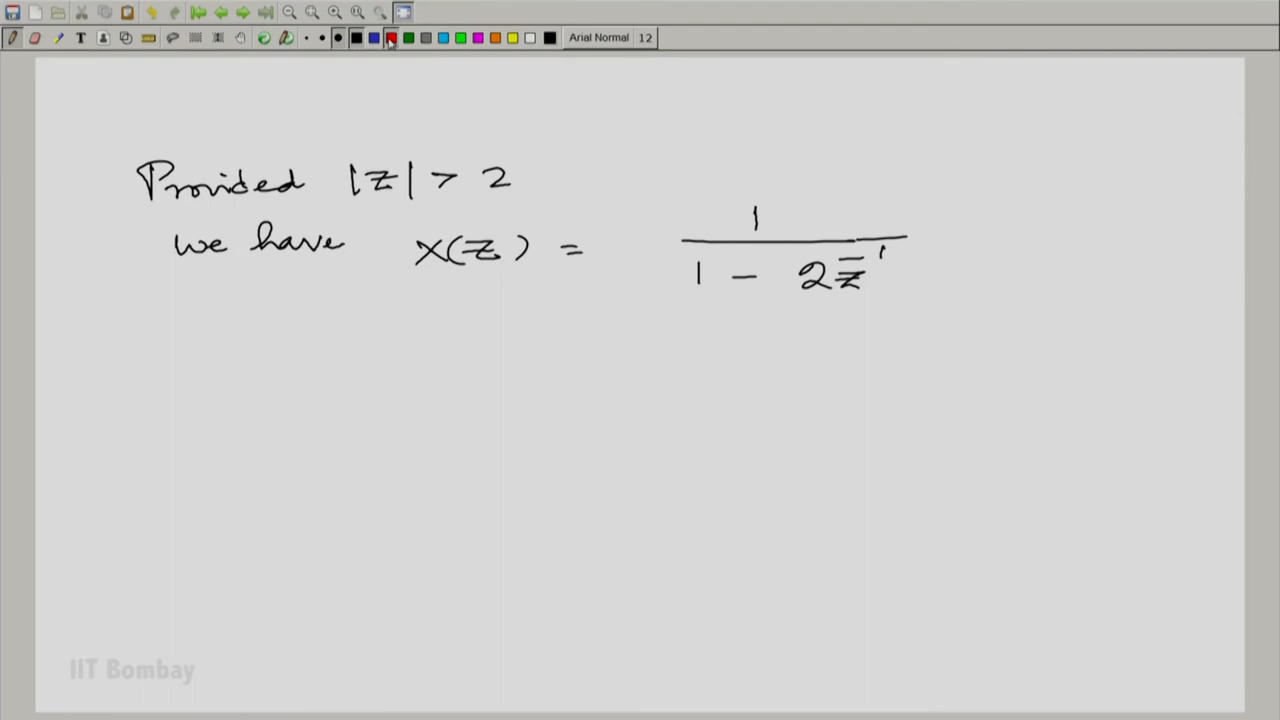 Arial Normal 12
Provided |z| > 2
we have X(z) = 1 / (1 - 2z⁻¹)
IIT Bombay